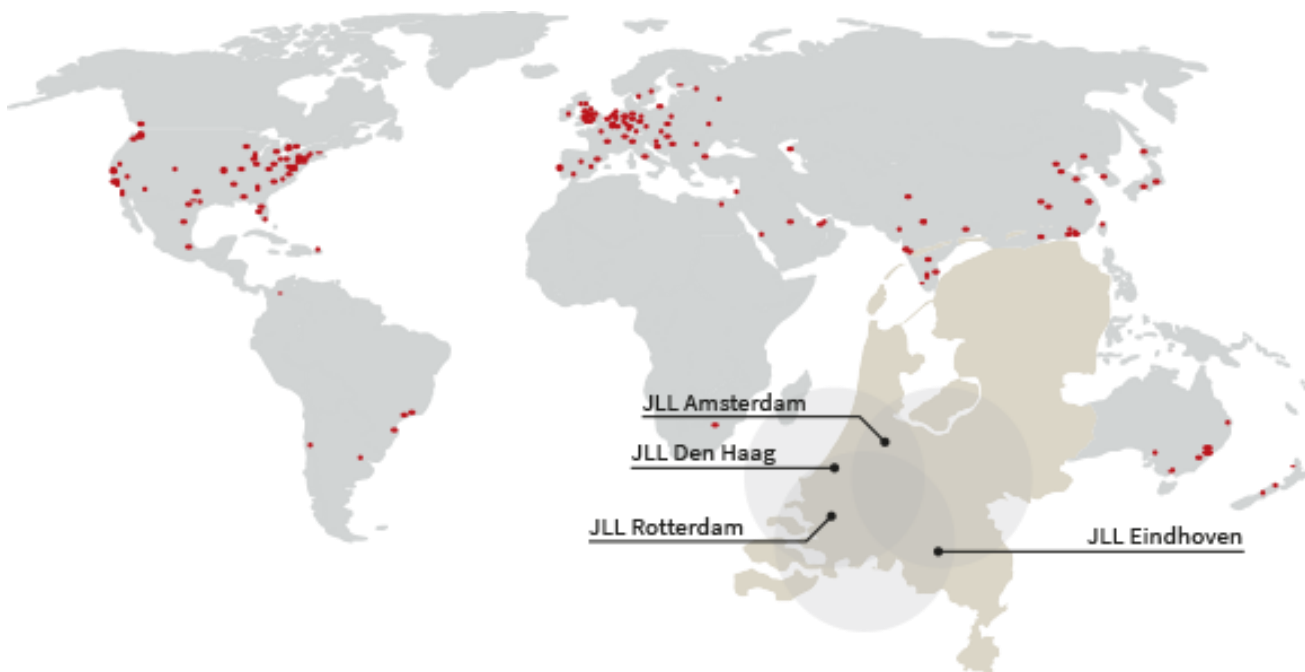 JLL Amsterdam
JLL Den Haag
JLL Rotterdam
JLL Eindhoven